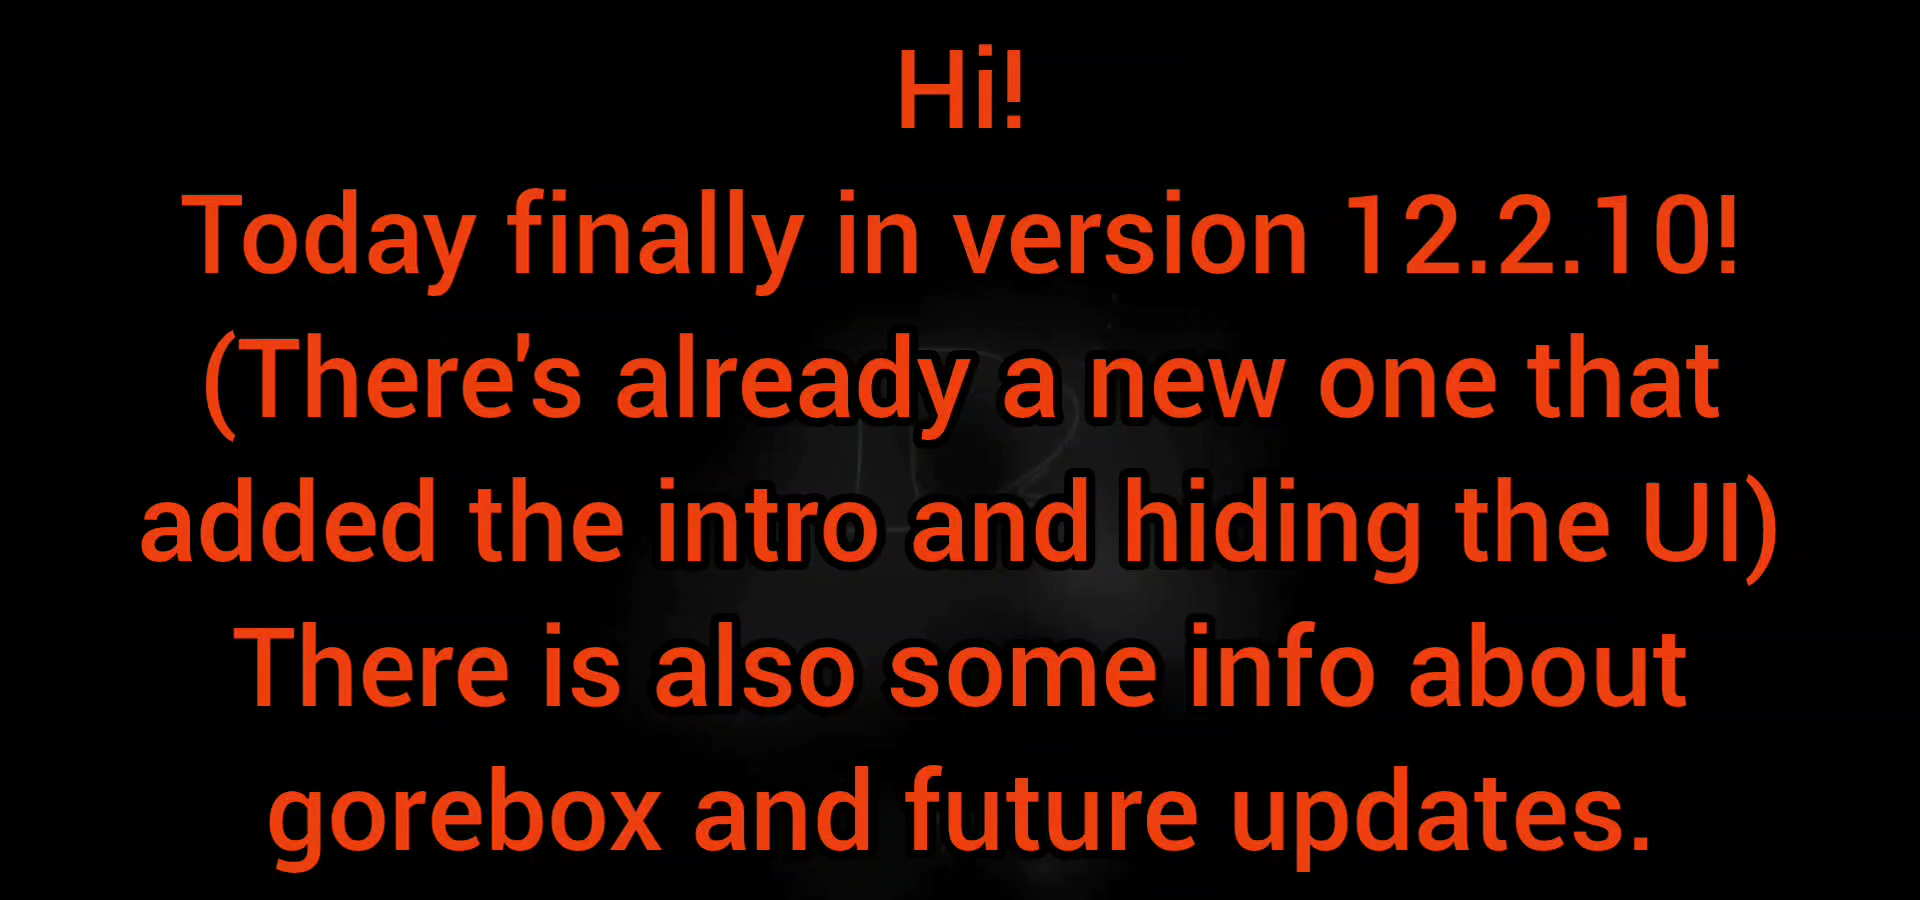 Hi!
Today finally in version 12.2.10!
(There's already a new one that
added the intro and hiding the UI)
There is also some info about
gorebox and future updates.